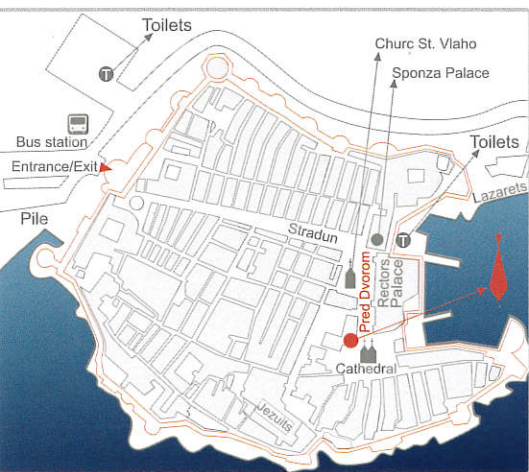 Toilets
T
Churc St. Vlaho
Sponza Palace
Bus station
Entrance/Exit
Toilets
T
Lazarets
Pile
Stradun
Pred Dvorom
Rectors
Palace
Cathedral
Jezuits